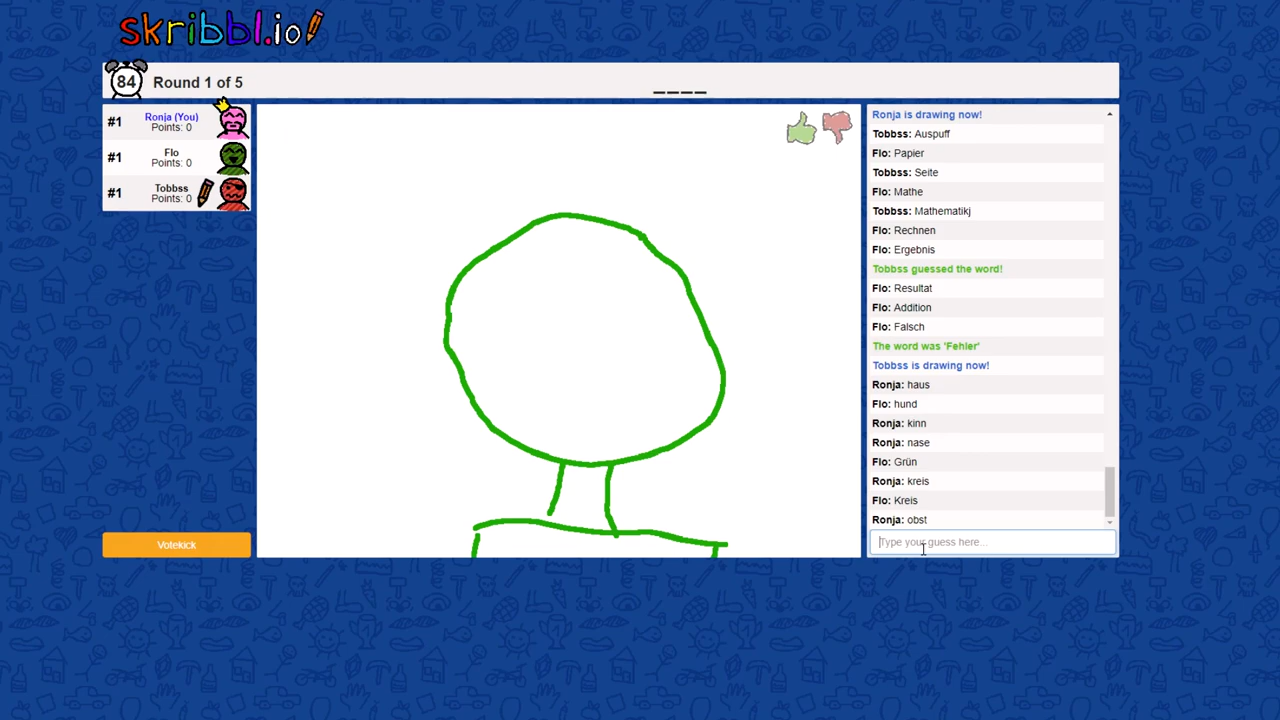 skribbl.io
84
Round 1 of 5
____
#1
Ronja (You)
Points: 0
#1
Flo
Points: 0
#1
Tobbss
Points: 0
Votekick
Ronja is drawing now!
Tobbss: Auspuff
Flo: Papier
Tobbss: Seite
Flo: Mathe
Tobbss: Mathematikj
Flo: Rechnen
Flo: Ergebnis
Tobbss guessed the word!
Flo: Resultat
Flo: Addition
Flo: Falsch
The word was 'Fehler'
Tobbss is drawing now!
Ronja: haus
Flo: hund
Ronja: kinn
Ronja: nase
Flo: Grün
Ronja: kreis
Flo: Kreis
Ronja: obst
Type your guess here...